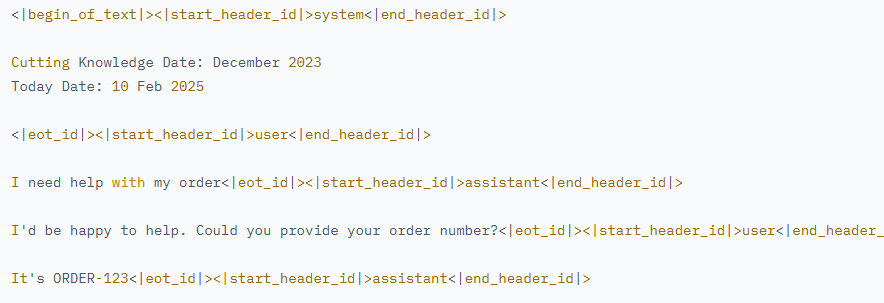 <|begin_of_text|><|start_header_id|>system<|end_header_id|>
Cutting Knowledge Date: December 2023
Today Date: 10 Feb 2025
<|eot_id|><|start_header_id|>user<|end_header_id|>
I need help with my order<|eot_id|><|start_header_id|>assistant<|end_header_id|>
I'd be happy to help. Could you provide your order number?<|eot_id|><|start_header_id|>user<|end_header_
It's ORDER-123<|eot_id|><|start_header_id|>assistant<|end_header_id|>